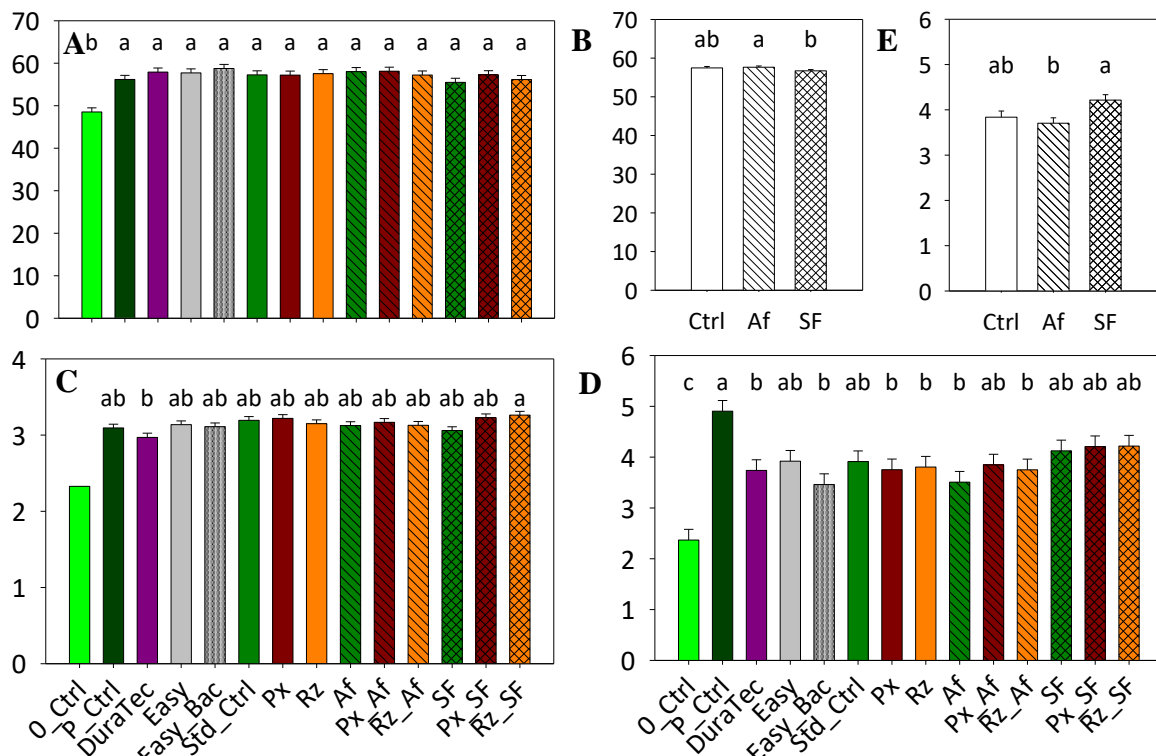 70
60
50
40
30
20
10
0
A
b a a a a a a a a a a a a a
70
60
50
40
30
20
10
0
B
ab a b
Ctrl Af SF
6
5
4
3
2
1
0
E
ab b a
Ctrl Af SF
4
3
2
1
0
C
ab b ab ab ab ab ab ab ab ab ab ab a
0_Ctrl
P_Ctrl
DuraTec
Easy
Easy_Bac
Std_Ctrl
Px
Rz
Af
Px_Af
Rz_Af
SF
Px_SF
Rz_SF
6
5
4
3
2
1
0
D
c a b ab b ab b b b ab b ab ab ab
0_Ctrl
P_Ctrl
DuraTec
Easy
Easy_Bac
Std_Ctrl
Px
Rz
Af
Px_Af
Rz_Af
SF
Px_SF
Rz_SF